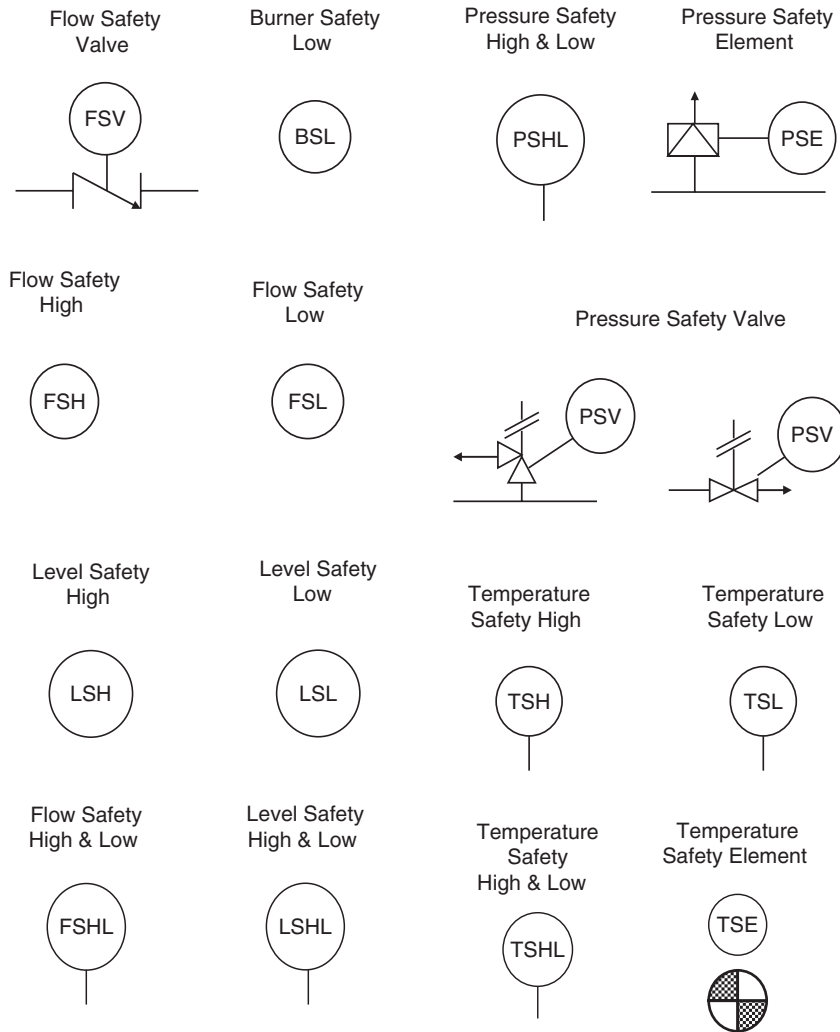 Flow Safety
Valve
FSV
Burner Safety
Low
BSL
Pressure Safety
High & Low
PSHL
Pressure Safety
Element
PSE
Flow Safety
High
FSH
Flow Safety
Low
FSL
Pressure Safety Valve
PSV
PSV
Level Safety
High
LSH
Level Safety
Low
LSL
Temperature
Safety High
TSH
Temperature
Safety Low
TSL
Flow Safety
High & Low
FSHL
Level Safety
High & Low
LSHL
Temperature
Safety
High & Low
TSHL
Temperature
Safety Element
TSE